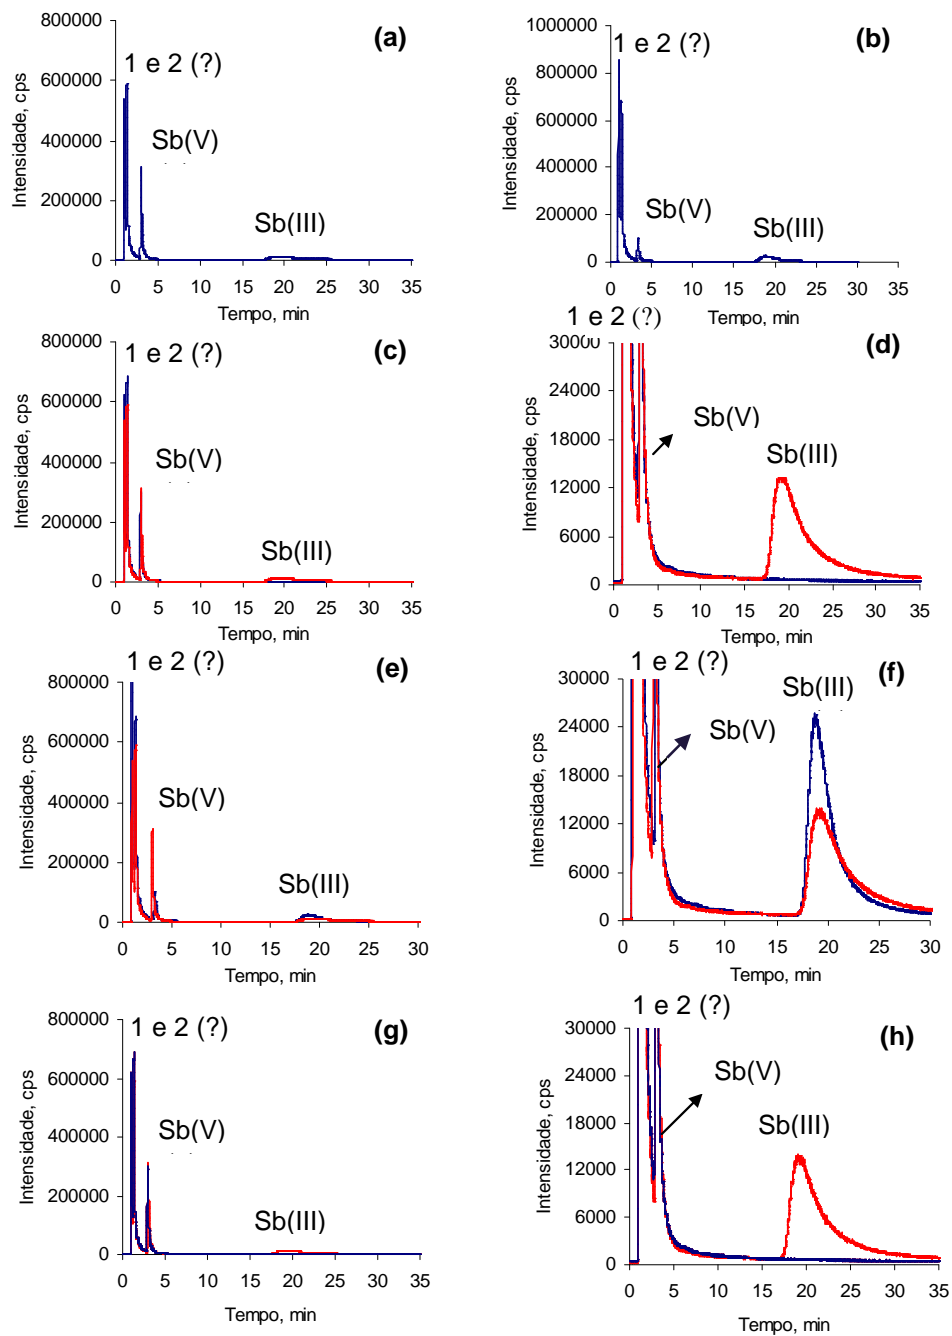 800000
600000
400000
200000
0
Intensidade, cps
1 e 2 (?)
Sb(V)
Sb(III)
(a)
0 5 10 15 20 25 30 35
Tempo, min
1000000
800000
600000
400000
200000
0
Intensidade, cps
1 e 2 (?)
Sb(V)
Sb(III)
(b)
0 5 10 15 20 25 30 35
Tempo, min
800000
600000
400000
200000
0
Intensidade, cps
1 e 2 (?)
Sb(V)
Sb(III)
(c)
0 5 10 15 20 25 30 35
Tempo, min
1 e 2 (?)
30000
24000
18000
12000
6000
0
Intensidade, cps
Sb(V)
Sb(III)
(d)
0 5 10 15 20 25 30 35
Tempo, min
1 e 2 (?)
800000
600000
400000
200000
0
Intensidade, cps
Sb(V)
Sb(III)
(e)
0 5 10 15 20 25 30
Tempo, min
1 e 2 (?)
30000
24000
18000
12000
6000
0
Intensidade, cps
Sb(V)
Sb(III)
(f)
0 5 10 15 20 25 30
Tempo, min
800000
600000
400000
200000
0
Intensidade, cps
1 e 2 (?)
Sb(V)
Sb(III)
(g)
0 5 10 15 20 25 30 35
Tempo, min
1 e 2 (?)
30000
24000
18000
12000
6000
0
Intensidade, cps
Sb(V)
Sb(III)
(h)
0 5 10 15 20 25 30 35
Tempo, min